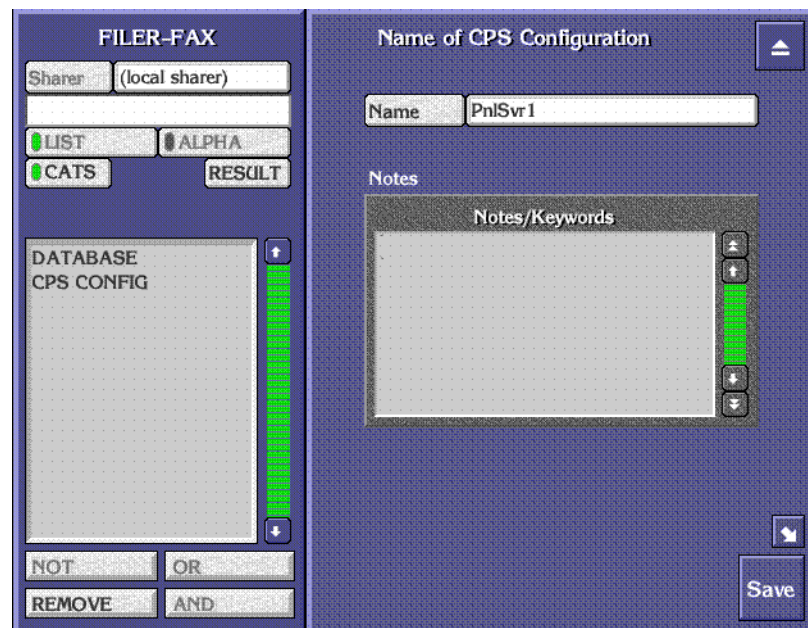 FILER-FAX
Sharer (local sharer)
LIST ALPHA
CATS RESULT
DATABASE
CPS CONFIG
NOT OR
REMOVE AND
Name of CPS Configuration
Name PnlSvr1
Notes
Notes/Keywords
Save